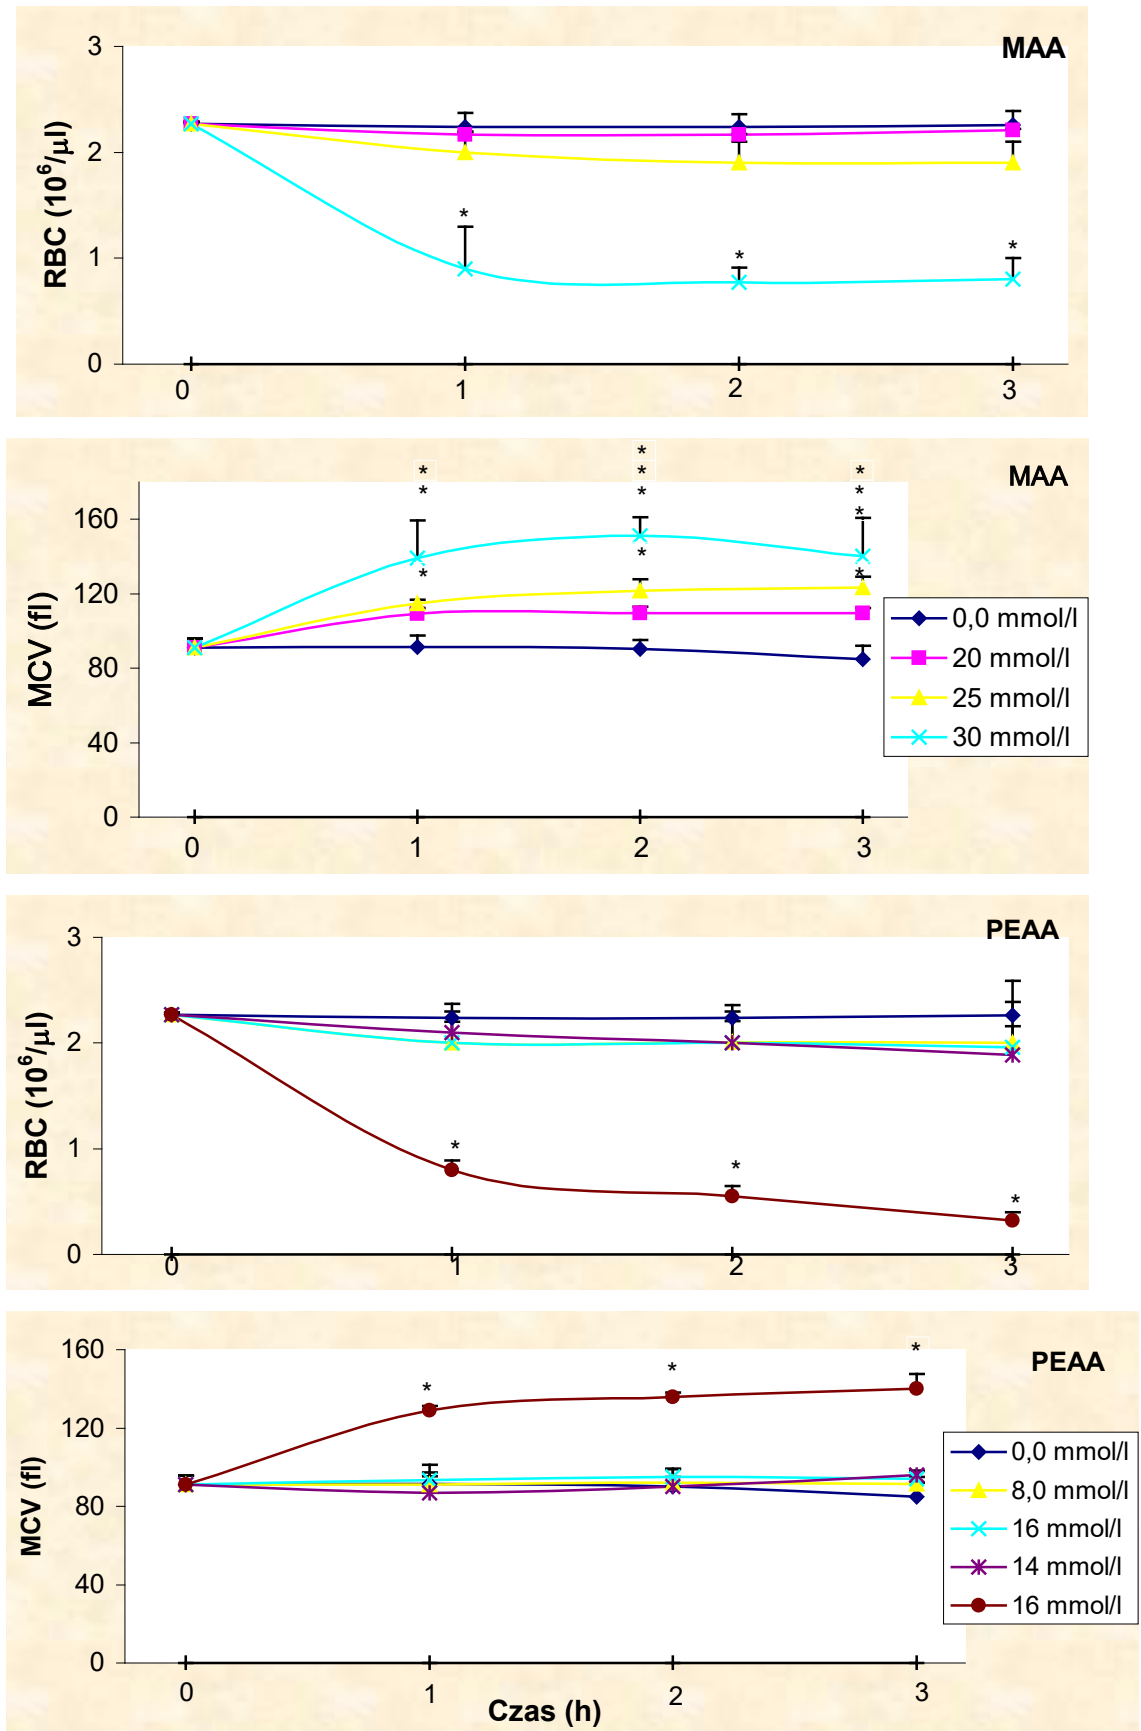 MAA
3
2
1
0
RBC (10⁶/µl)
*
*
*
0 1 2 3
MAA
160
120
80
40
0
MCV (fl)
*
*
*
*
*
*
*
*
*
*
*
0 1 2 3
0,0 mmol/l
20 mmol/l
25 mmol/l
30 mmol/l
PEAA
3
2
1
0
RBC (10⁶/µl)
*
*
*
0 1 2 3
PEAA
160
120
80
40
0
MCV (fl)
*
*
*
0 1 2 3
Czas (h)
0,0 mmol/l
8,0 mmol/l
16 mmol/l
14 mmol/l
16 mmol/l